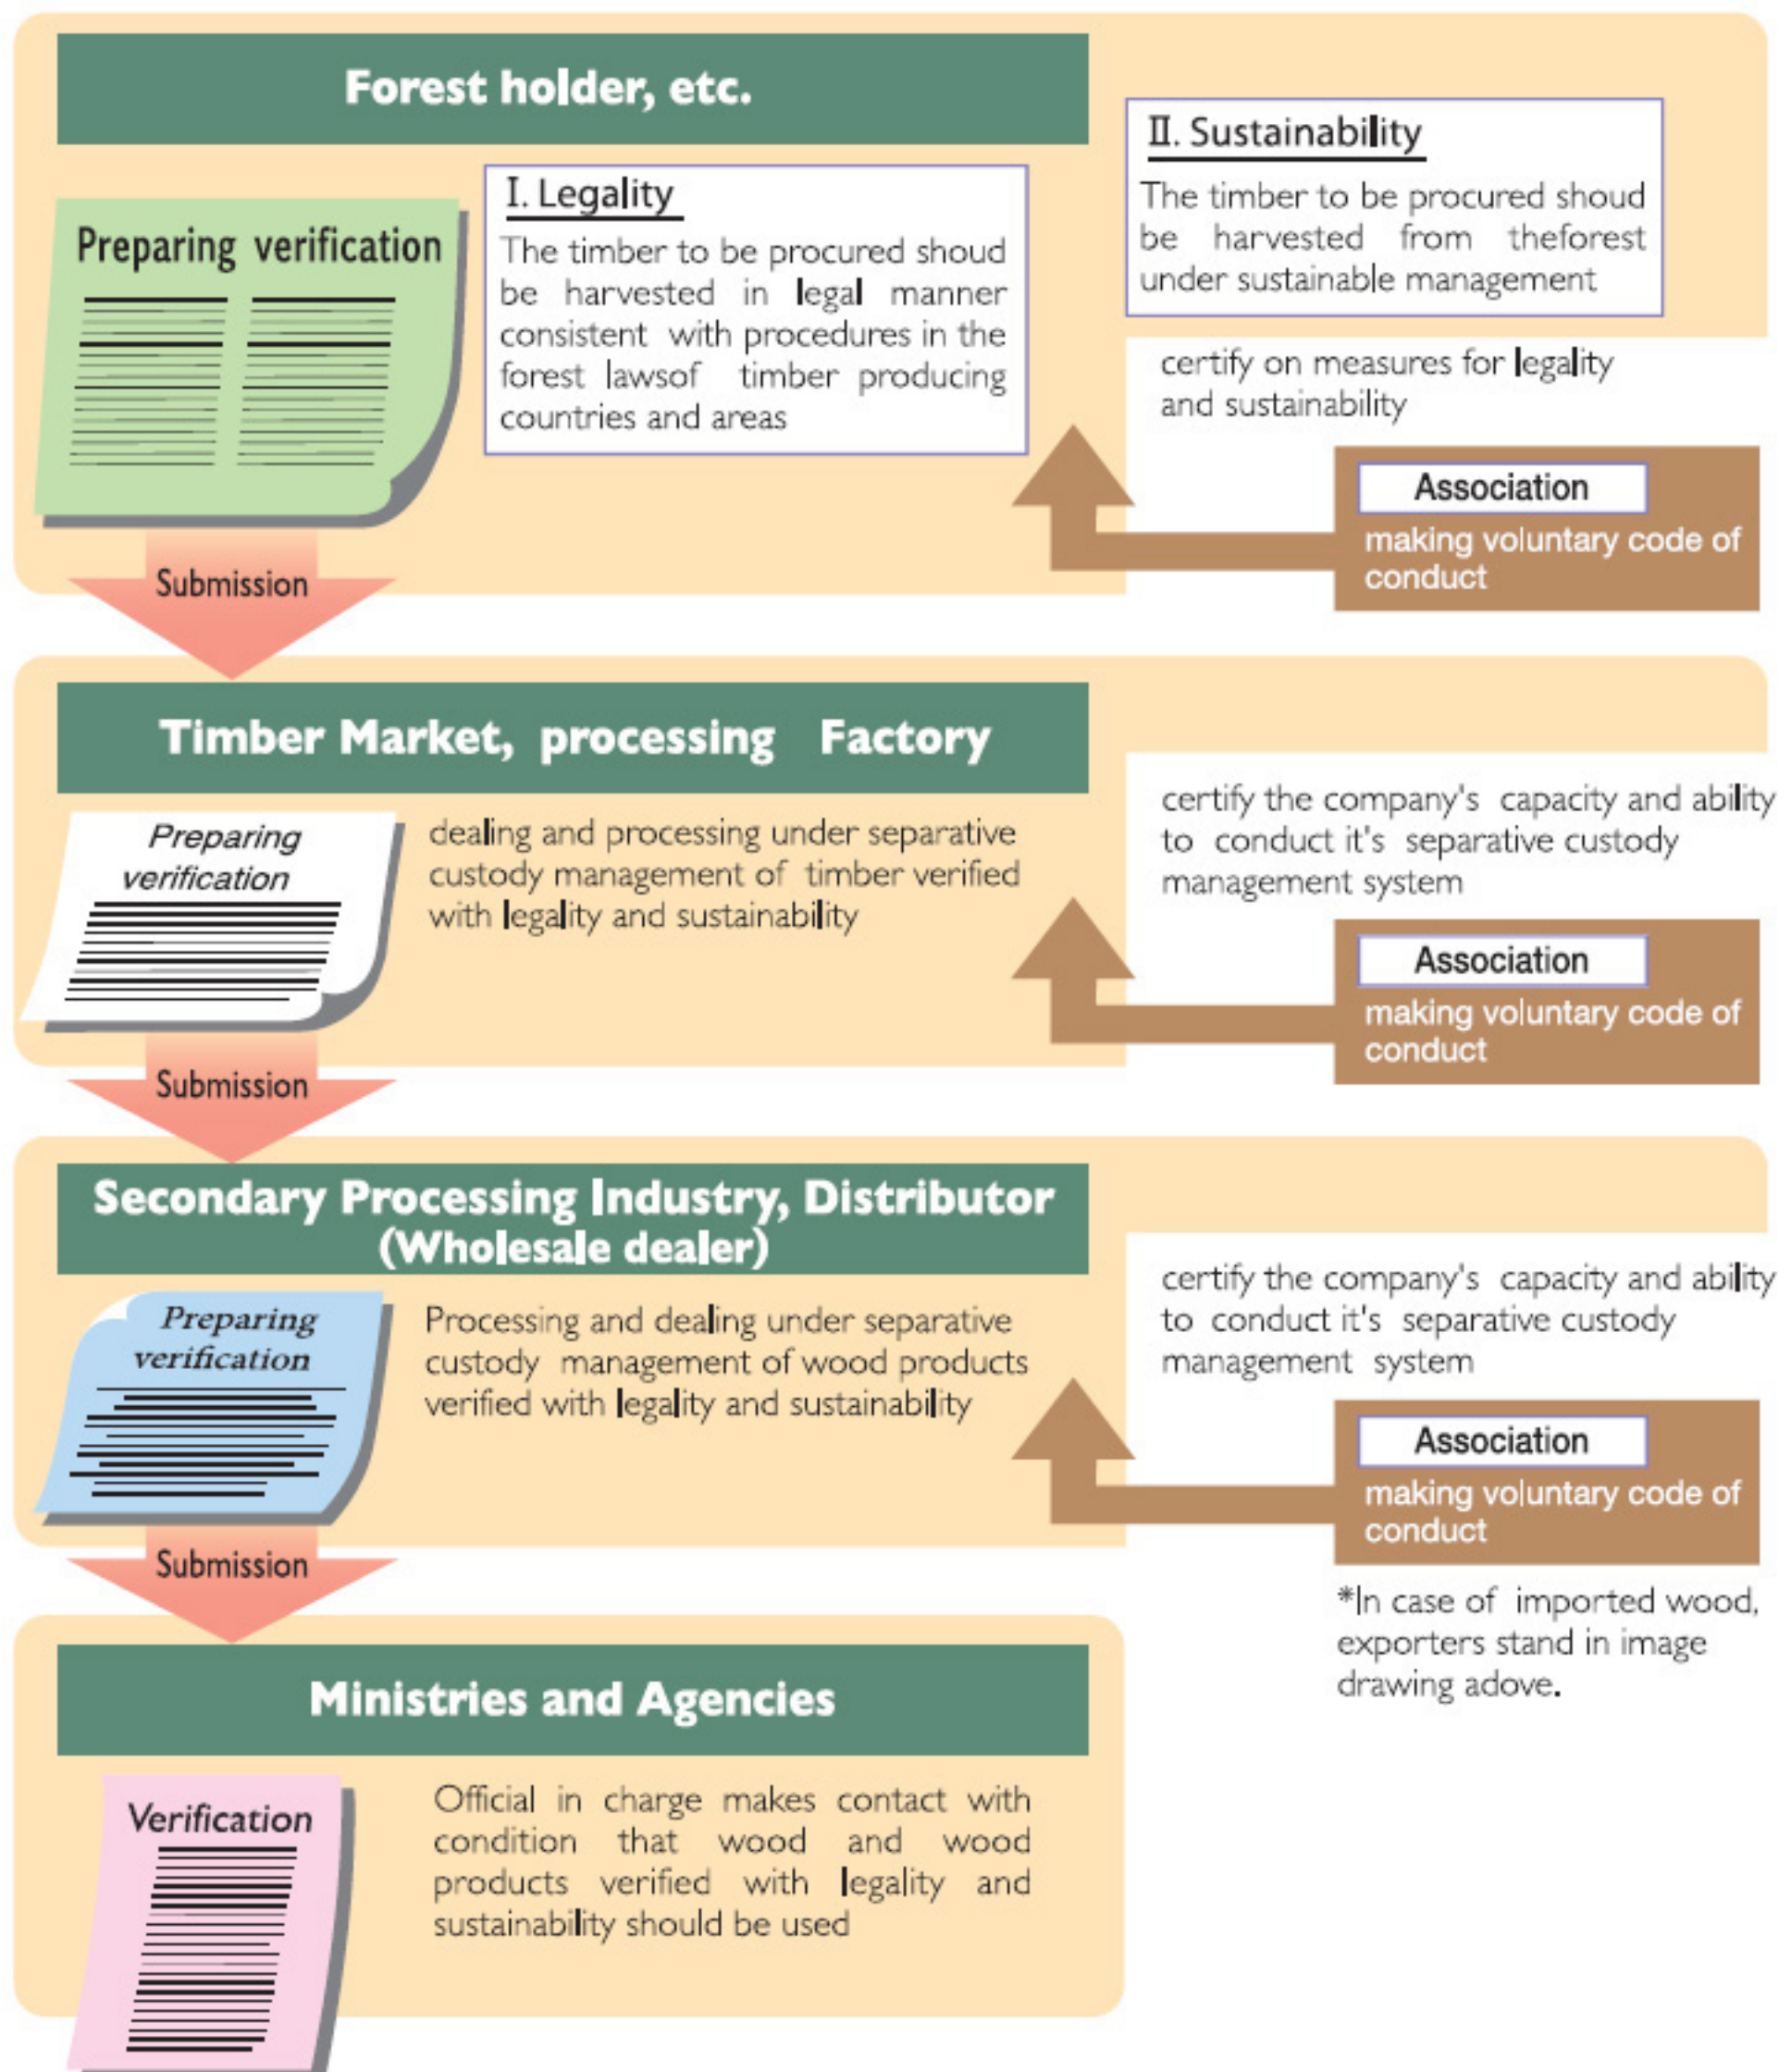 Forest holder, etc.
Preparing verification
I. Legality
The timber to be procured shoud
be harvested in legal manner
consistent with procedures in the
forest lawsof timber producing
countries and areas
II. Sustainability
The timber to be procured shoud
be harvested from theforest
under sustainable management
certify on measures for legality
and sustainability
Association
making voluntary code of
conduct
Submission
Timber Market, processing Factory
Preparing
verification
dealing and processing under separative
custody management of timber verified
with legality and sustainability
certify the company's capacity and ability
to conduct it's separative custody
management system
Association
making voluntary code of
conduct
Submission
Secondary Processing Industry, Distributor
(Wholesale dealer)
Preparing
verification
Processing and dealing under separative
custody management of wood products
verified with legality and sustainability
certify the company's capacity and ability
to conduct it's separative custody
management system
Association
making voluntary code of
conduct
Submission
*In case of imported wood,
exporters stand in image
drawing adove.
Ministries and Agencies
Verification
Official in charge makes contact with
condition that wood and wood
products verified with legality and
sustainability should be used